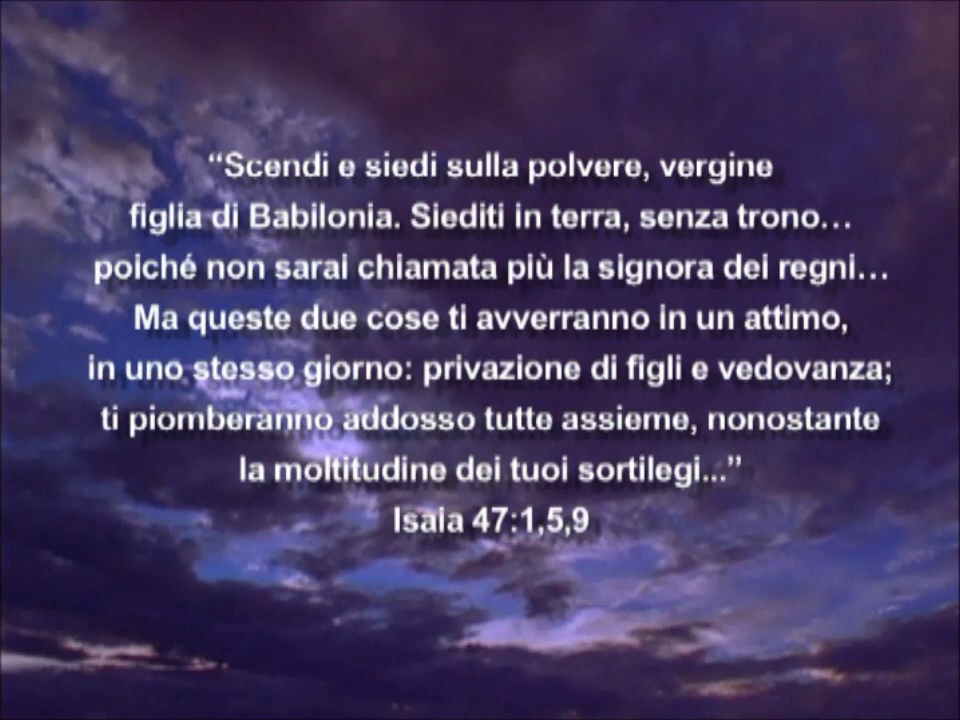 “Scendi e siedi sulla polvere, vergine
figlia di Babilonia. Siediti in terra, senza trono…
poiché non sarai chiamata più la signora dei regni…
Ma queste due cose ti avverranno in un attimo,
in uno stesso giorno: privazione di figli e vedovanza;
ti piomberanno addosso tutte assieme, nonostante
la moltitudine dei tuoi sortilegi...”
Isaia 47:1,5,9